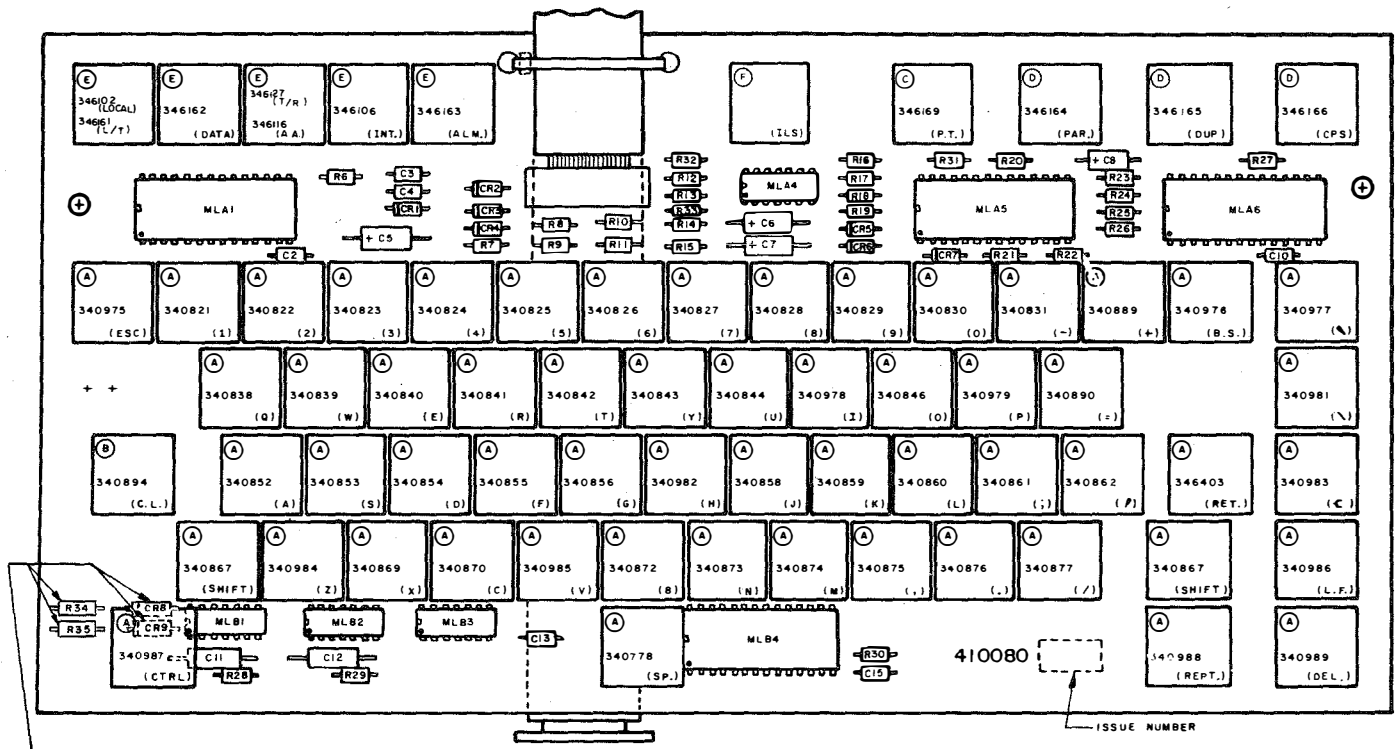 E E E E E F C D D D
346102 (LOCAL) 346161 (L/T) 346162 (DATA) 346127 (T/R) 346116 (A.A.) 346106 (INT.) 346163 (ALM.) (ILS) 346169 (P.T.) 346164 (PAR.) 346165 (DUP) 346166 (CPS)
R6 C3 C4 CR1 CR2 CR3 CR4 R7 R8 R9 R10 R11 R32 R12 R13 R33 R14 R15 R16 R17 R18 R19 CR5 CR6 R31 R20 +C8 R23 R24 R25 R26 R27
MLA1 MLA4 MLA5 MLA6
+C5 +C6 +C7
C2 CR7 R21 R22 C10
A A A A A A A A A A A A A A
340975 (ESC) 340821 (1) 340822 (2) 340823 (3) 340824 (4) 340825 (5) 340826 (6) 340827 (7) 340828 (8) 340829 (9) 340830 (0) 340831 (-) 340889 (+) 340976 (B.S.) 340977
+ +
A A A A A A A A A A A A
340838 (Q) 340839 (W) 340840 (E) 340841 (R) 340842 (T) 340843 (Y) 340844 (U) 340978 (I) 340846 (O) 340979 (P) 340890 (=) 340981 (\)
B A A A A A A A A A A A A A
340894 (C.L.) 340852 (A) 340853 (S) 340854 (D) 340855 (F) 340856 (G) 340982 (H) 340858 (J) 340859 (K) 340860 (L) 340861 (;) 340862 346403 (RET.) 340983
A A A A A A A A A A A A A
340867 (SHIFT) 340984 (Z) 340869 (X) 340870 (C) 340985 (V) 340872 (B) 340873 (N) 340874 (M) 340875 (,) 340876 (.) 340877 (/) 340867 (SHIFT) 340986 (L.F.)
R34 CR8
R35 CR9
MLB1 MLB2 MLB3 MLB4
A A A A
340987 (CTRL) C11 C12 C13 340778 (SP.) R30 C15 410080 340988 (REPT.) 340989 (DEL.)
R28 R29
ISSUE NUMBER